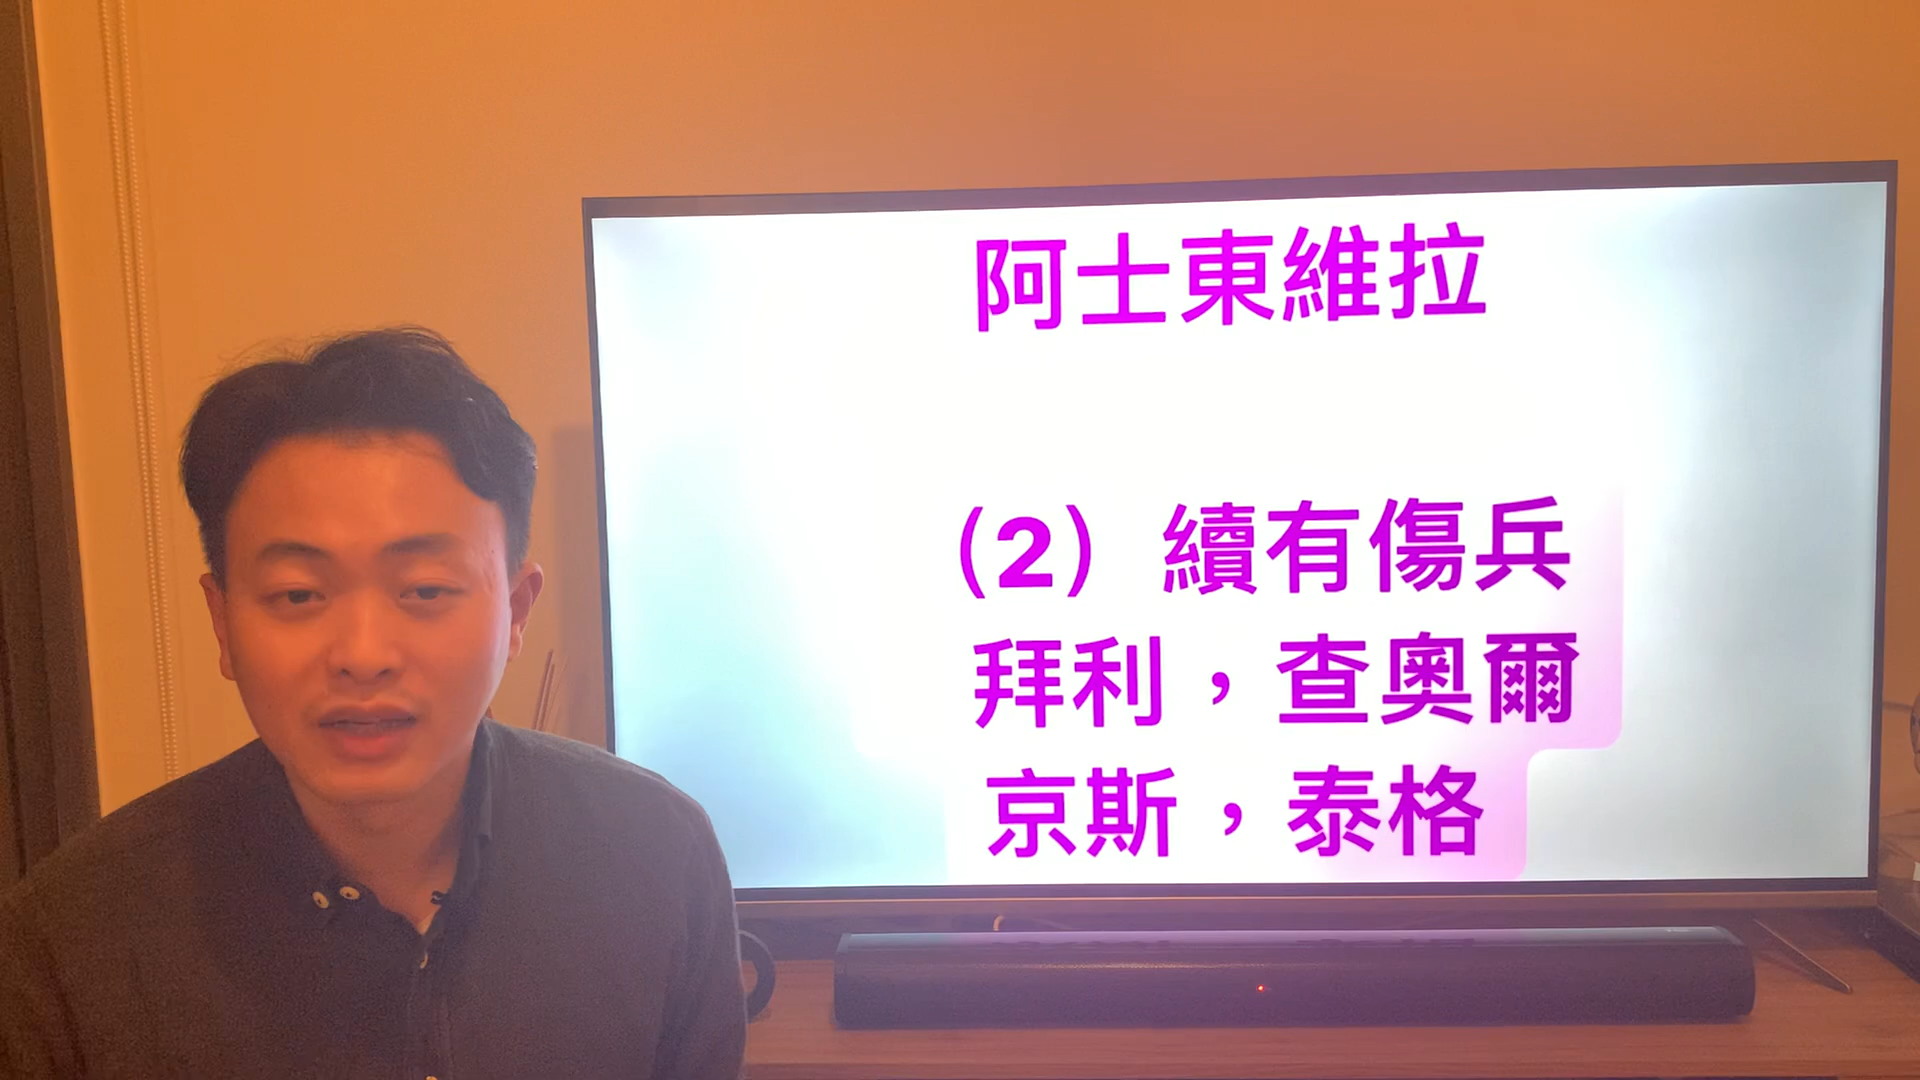 阿士東維拉
（2）續有傷兵
拜利，查奧爾
京斯，泰格